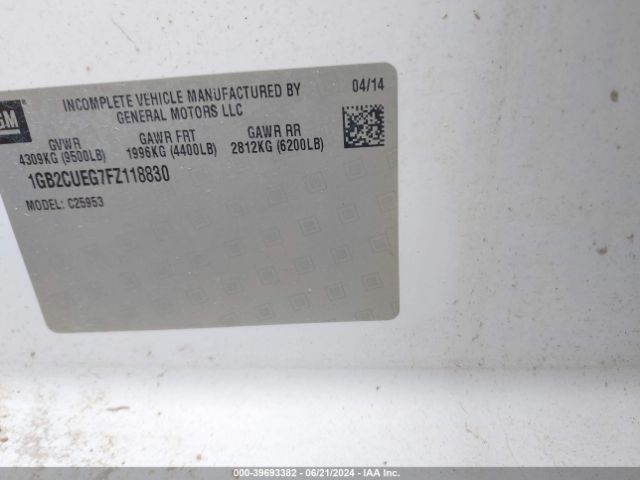 GM
INCOMPLETE VEHICLE MANUFACTURED BY
GENERAL MOTORS LLC
04/14
GVWR GAWR FRT GAWR RR
4309KG (9500LB) 1996KG (4400LB) 2812KG (6200LB)
1GB2CUEG7FZ118830
MODEL: C25953
000-39693382 - 06/21/2024 - IAA Inc.